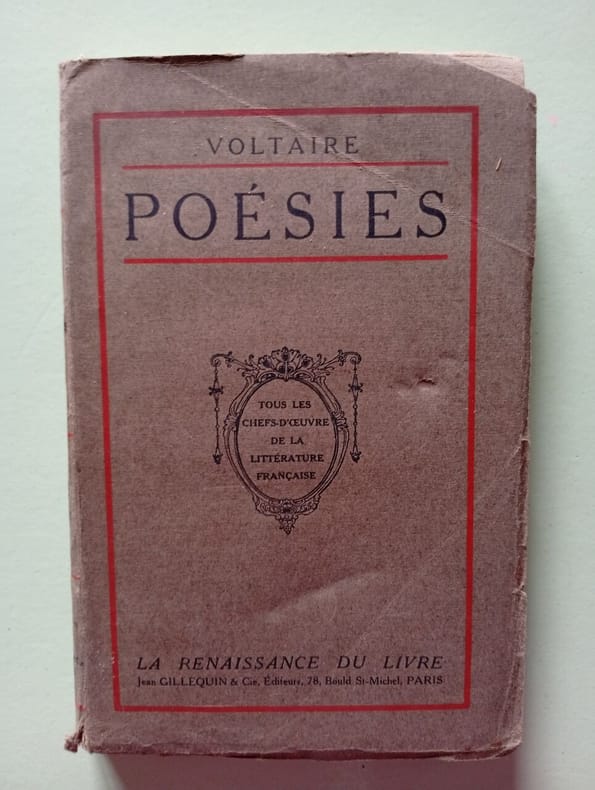 VOLTAIRE
POÉSIES
TOUS LES
CHEFS-D'ŒUVRE
DE LA
LITTÉRATURE
FRANÇAISE
LA RENAISSANCE DU LIVRE
Jean GILLEQUIN & Cie, Éditeurs, 78, Bould St-Michel, PARIS